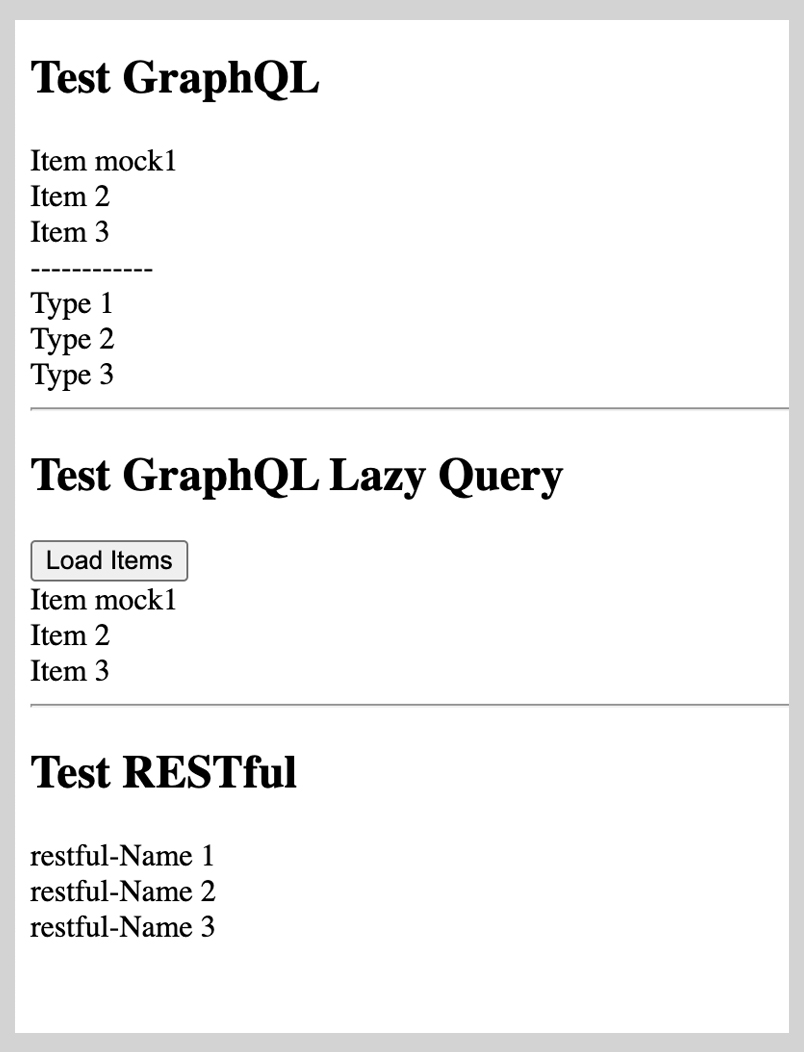 Test GraphQL
Item mock1
Item 2
Item 3
------------
Type 1
Type 2
Type 3
Test GraphQL Lazy Query
Load Items
Item mock1
Item 2
Item 3
Test RESTful
restful-Name 1
restful-Name 2
restful-Name 3